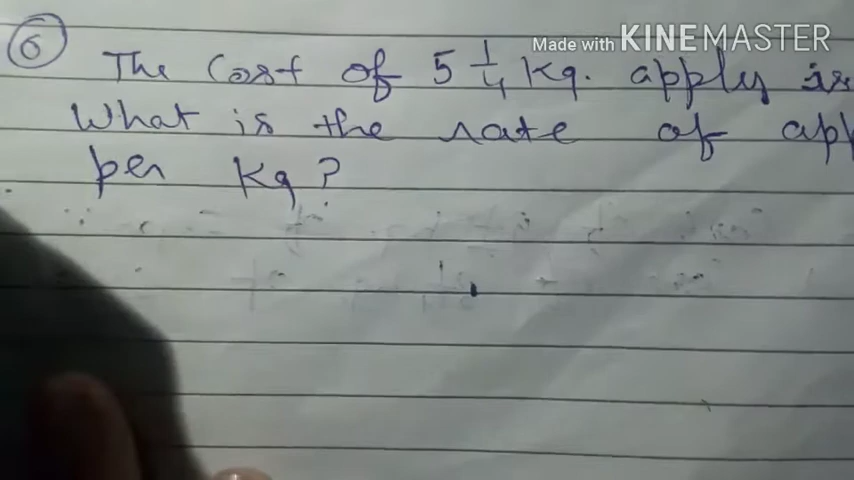 Made with KINEMASTER
6 The Cost of 5 1/4 Kg. apply is
What is the rate of
per Kg?